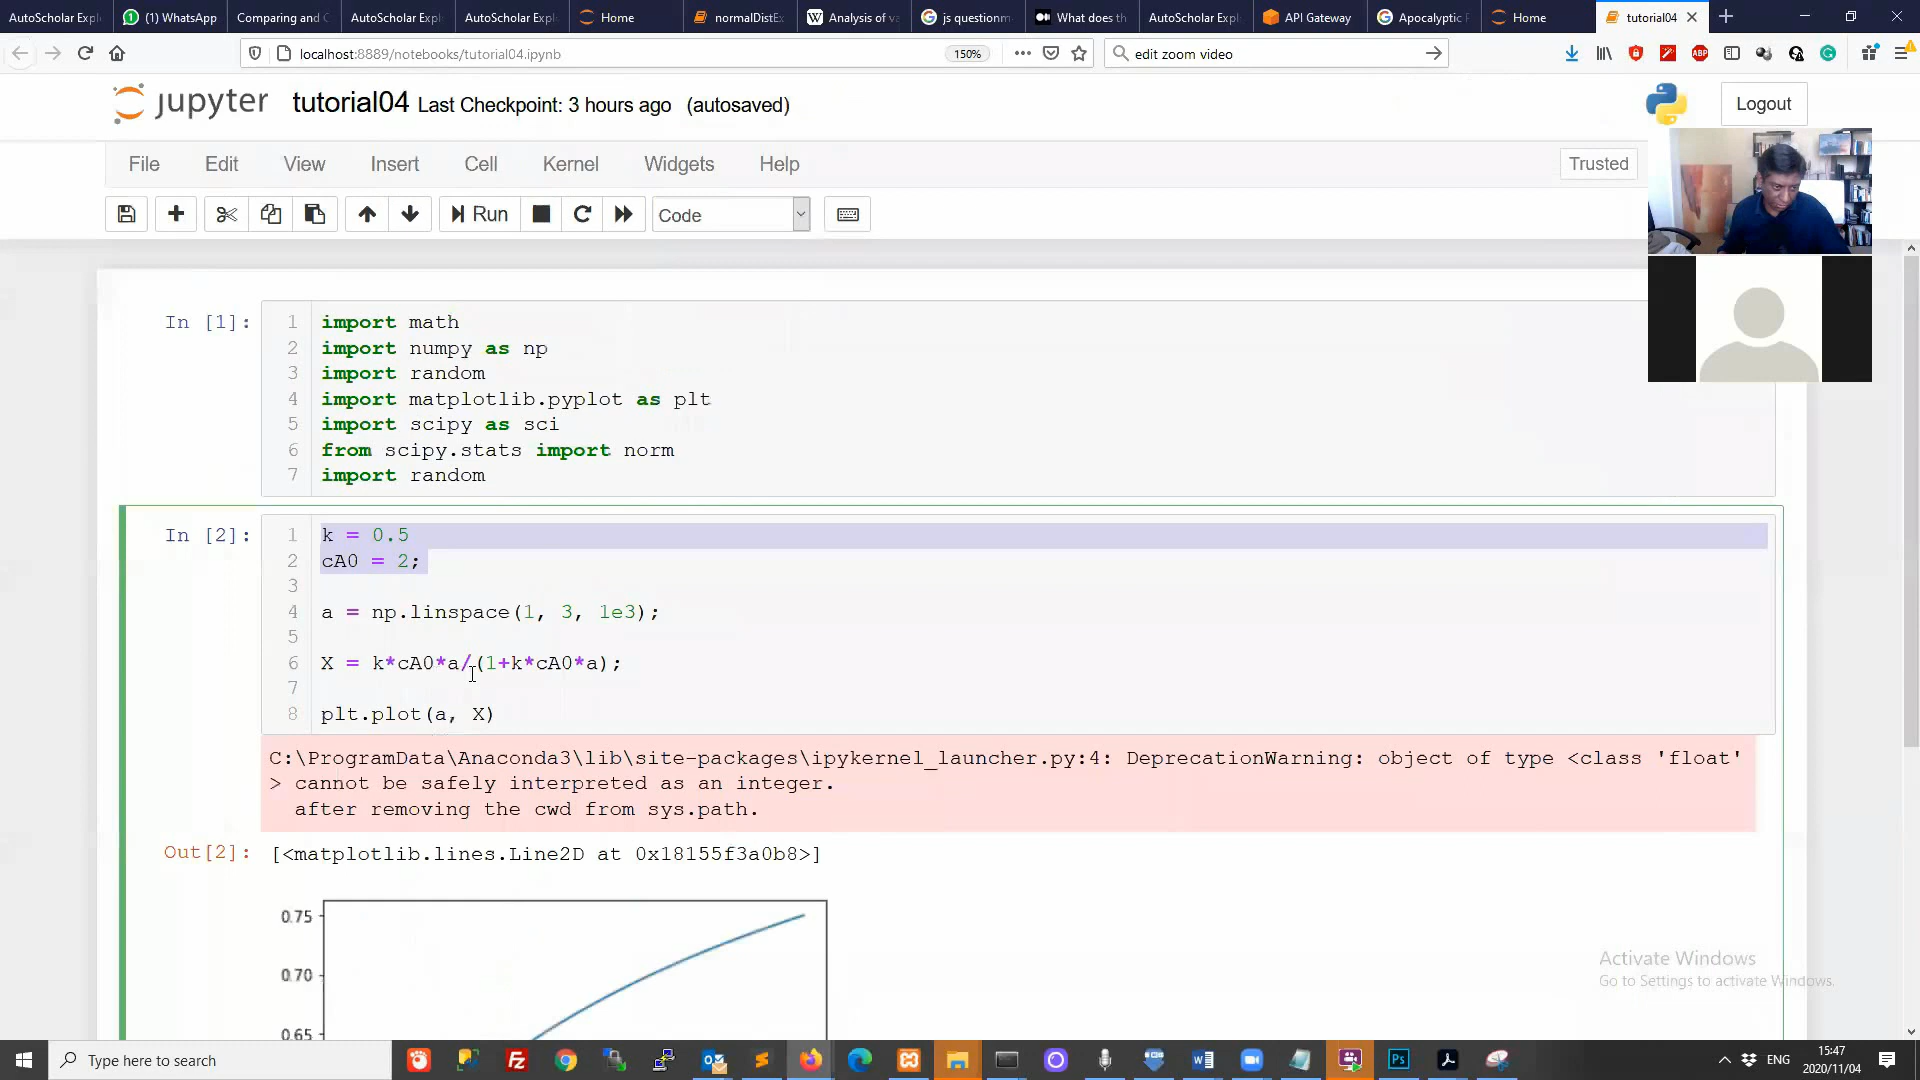 AutoScholar Expl
(1) WhatsApp
Comparing and C
AutoScholar Expl
AutoScholar Expl
Home
normalDistEx
Analysis of va
js questionna
What does th
AutoScholar Expl
API Gateway
Apocalyptic F
Home
tutorial04
localhost:8889/notebooks/tutorial04.ipynb
150%
edit zoom video
jupyter tutorial04 Last Checkpoint: 3 hours ago (autosaved)
Logout
File Edit View Insert Cell Kernel Widgets Help
Trusted
Run
Code
In [1]:
1 import math
2 import numpy as np
3 import random
4 import matplotlib.pyplot as plt
5 import scipy as sci
6 from scipy.stats import norm
7 import random
In [2]:
1 k = 0.5
2 cA0 = 2;
3
4 a = np.linspace(1, 3, 1e3);
5
6 X = k*cA0*a/(1+k*cA0*a);
7
8 plt.plot(a, X)
C:\ProgramData\Anaconda3\lib\site-packages\ipykernel_launcher.py:4: DeprecationWarning: object of type <class 'float'
> cannot be safely interpreted as an integer.
after removing the cwd from sys.path.
Out[2]: [<matplotlib.lines.Line2D at 0x18155f3a0b8>]
0.75
0.70
0.65
Activate Windows
Go to Settings to activate Windows.
Type here to search
ENG
15:47
2020/11/04